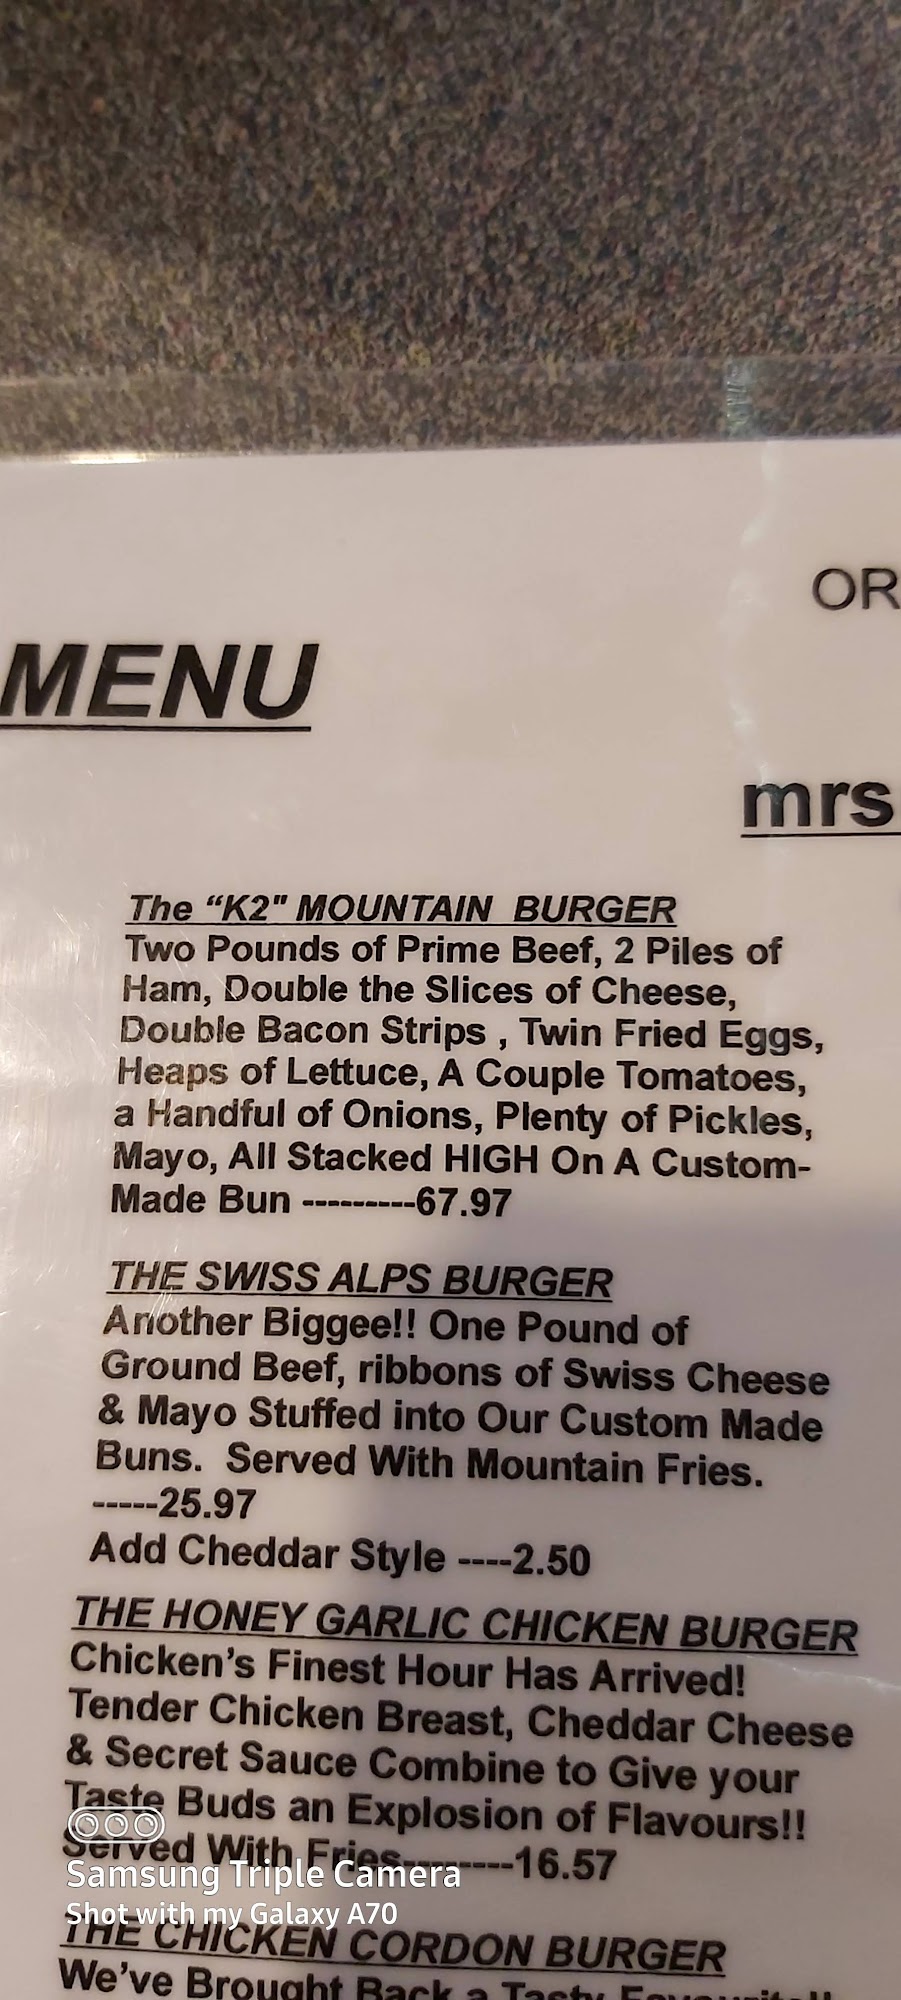 OR
MENU
mrs
The “K2" MOUNTAIN BURGER
Two Pounds of Prime Beef, 2 Piles of
Ham, Double the Slices of Cheese,
Double Bacon Strips , Twin Fried Eggs,
Heaps of Lettuce, A Couple Tomatoes,
a Handful of Onions, Plenty of Pickles,
Mayo, All Stacked HIGH On A Custom-
Made Bun ---------67.97
THE SWISS ALPS BURGER
Another Biggee!! One Pound of
Ground Beef, ribbons of Swiss Cheese
& Mayo Stuffed into Our Custom Made
Buns. Served With Mountain Fries.
-----25.97
Add Cheddar Style ----2.50
THE HONEY GARLIC CHICKEN BURGER
Chicken’s Finest Hour Has Arrived!
Tender Chicken Breast, Cheddar Cheese
& Secret Sauce Combine to Give your
Taste Buds an Explosion of Flavours!!
Served With Fries---------16.57
Samsung Triple Camera
Shot with my Galaxy A70
THE CHICKEN CORDON BURGER
We’ve Brought Back a Tasty Favourite!!